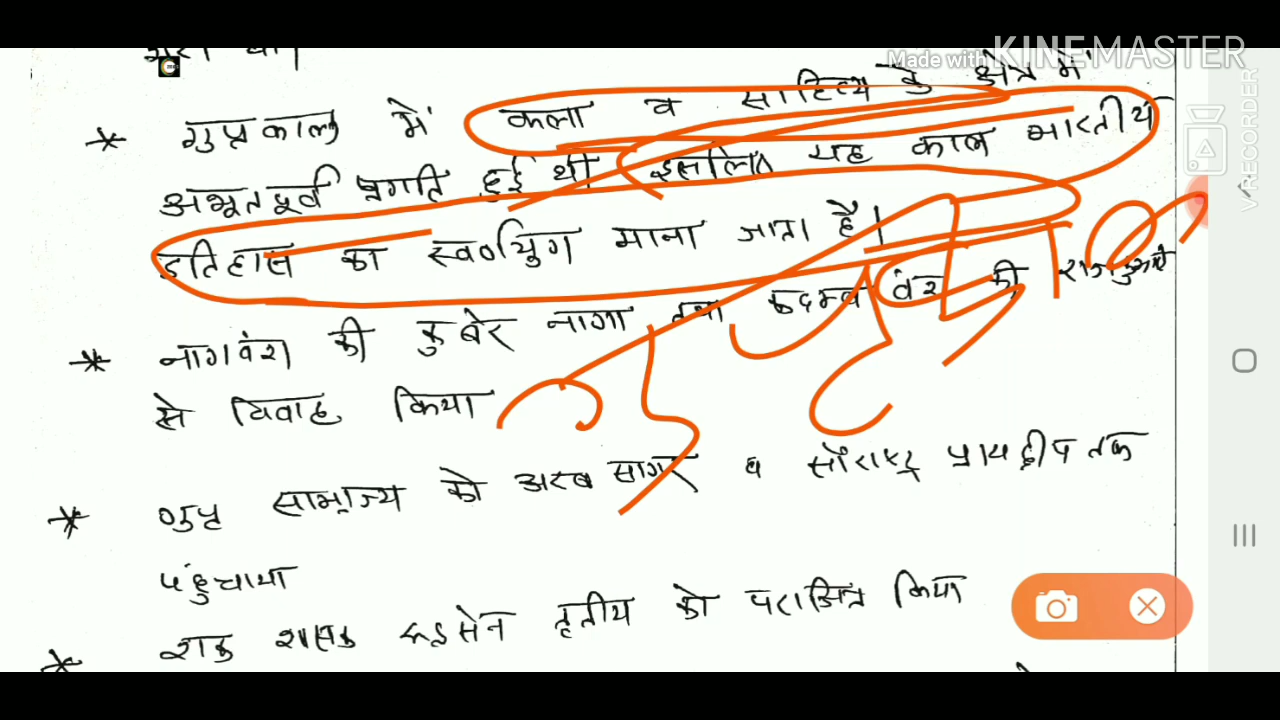 Made with KINEMASTER
VRECORDER
* गुप्तकाल में कला व साहित्य के क्षेत्र में
अभूतपूर्व प्रगति हुई थी इसलिए यह काल भारतीय
इतिहास का स्वर्णयुग माना जाता है।
* नागवंश की कुबेर नागा तथा कदम्ब वंश की राजकुमारी
से विवाह किया
* गुप्त साम्राज्य को अरब सागर व सौराष्ट्र प्रायद्वीप तक
पंहुचाया
* शक शासक रूद्रसेन तृतीय को पराजित किया